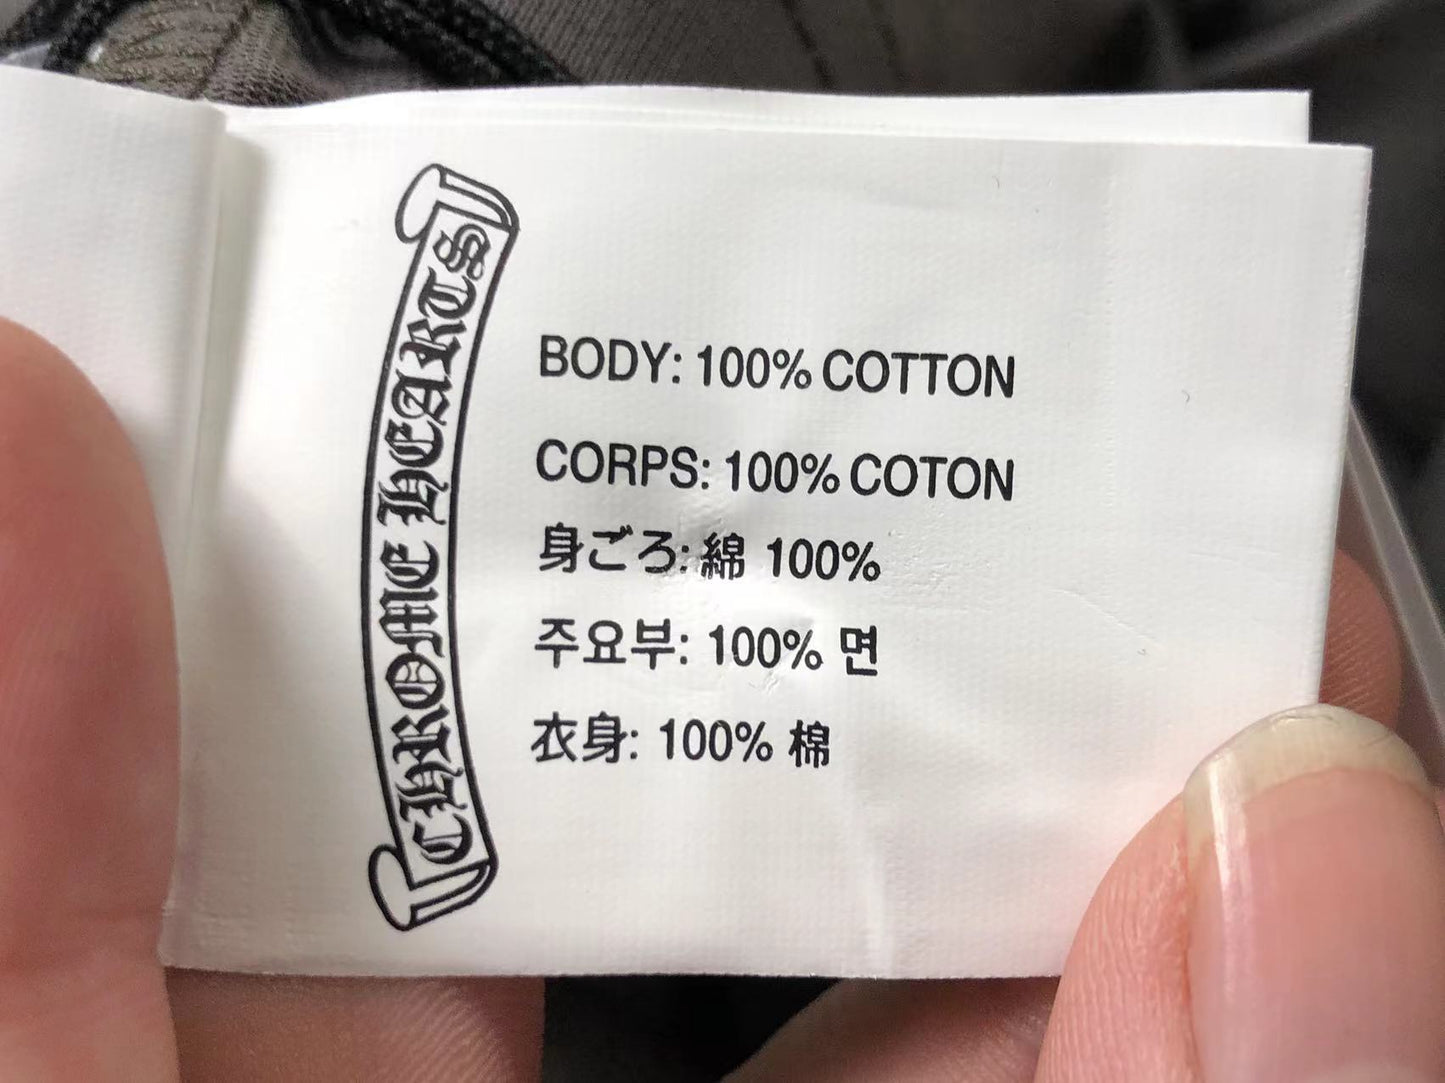 CHROME HEARTS
BODY: 100% COTTON
CORPS: 100% COTON
身ごろ: 綿 100%
주요부: 100% 면
衣身: 100% 棉